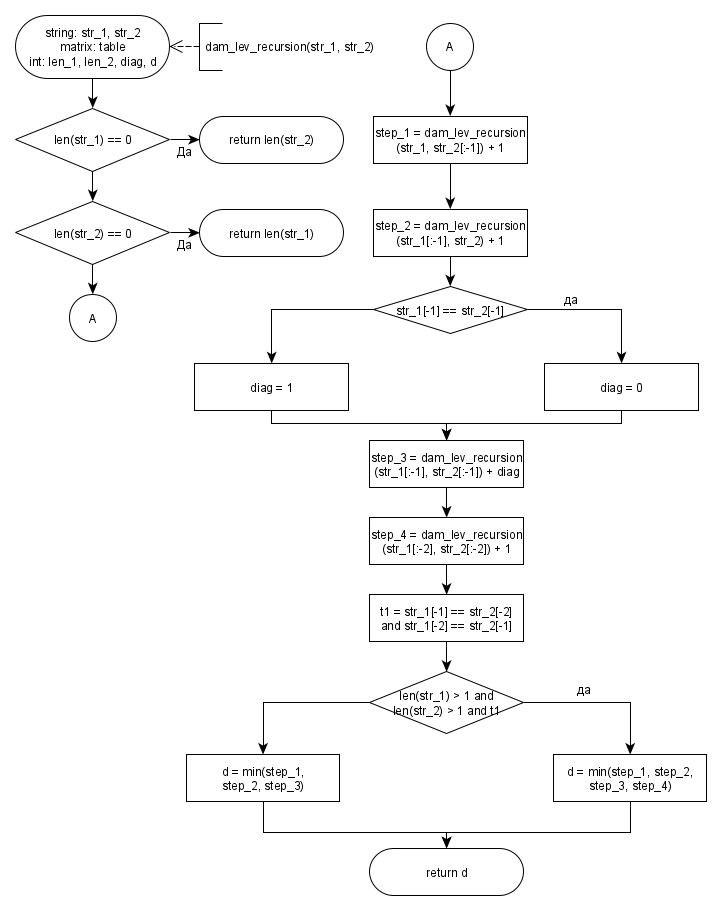 string: str_1, str_2
matrix: table
int: len_1, len_2, diag, d
dam_lev_recursion(str_1, str_2)
len(str_1) == 0
Да
return len(str_2)
len(str_2) == 0
Да
return len(str_1)
A
A
step_1 = dam_lev_recursion
(str_1, str_2[:-1]) + 1
step_2 = dam_lev_recursion
(str_1[:-1], str_2) + 1
str_1[-1] == str_2[-1]
да
diag = 1
diag = 0
step_3 = dam_lev_recursion
(str_1[:-1], str_2[:-1]) + diag
step_4 = dam_lev_recursion
(str_1[:-2], str_2[:-2]) + 1
t1 = str_1[-1] == str_2[-2]
and str_1[-2] == str_2[-1]
len(str_1) > 1 and
len(str_2) > 1 and t1
да
d = min(step_1,
step_2, step_3)
d = min(step_1, step_2,
step_3, step_4)
return d